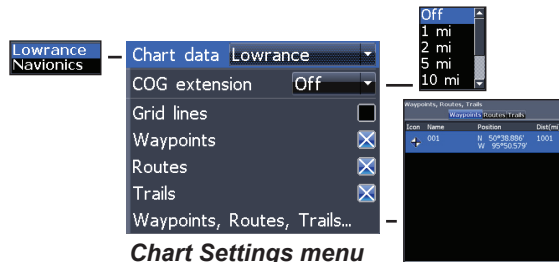 Lowrance
Navionics
Chart data Lowrance
COG extension Off
Grid lines
Waypoints
Routes
Trails
Waypoints, Routes, Trails...
Chart Settings menu
Off
1 mi
2 mi
5 mi
10 mi
Waypoints, Routes, Trails
Waypoints Routes Trails
Icon Name Position Dist(mi)
001 N 50°38.886' 1001
W 95°50.579'